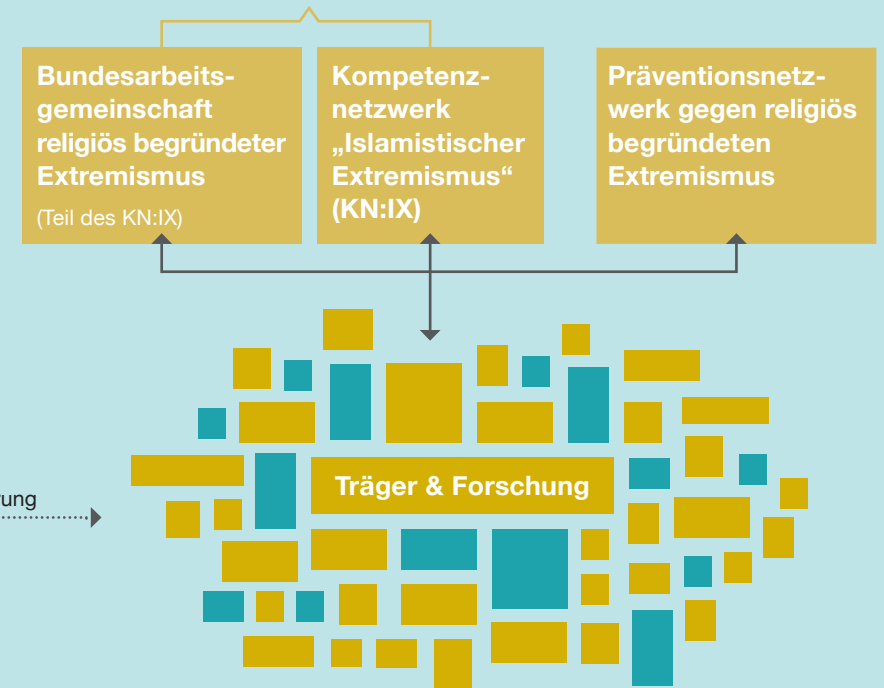 Bundesarbeits-
gemeinschaft
religiös begründeter
Extremismus
(Teil des KN:IX)
Kompetenz-
netzwerk
„Islamistischer
Extremismus“
(KN:IX)
Präventionsnetz-
werk gegen religiös
begründeten
Extremismus
Träger & Forschung
rung